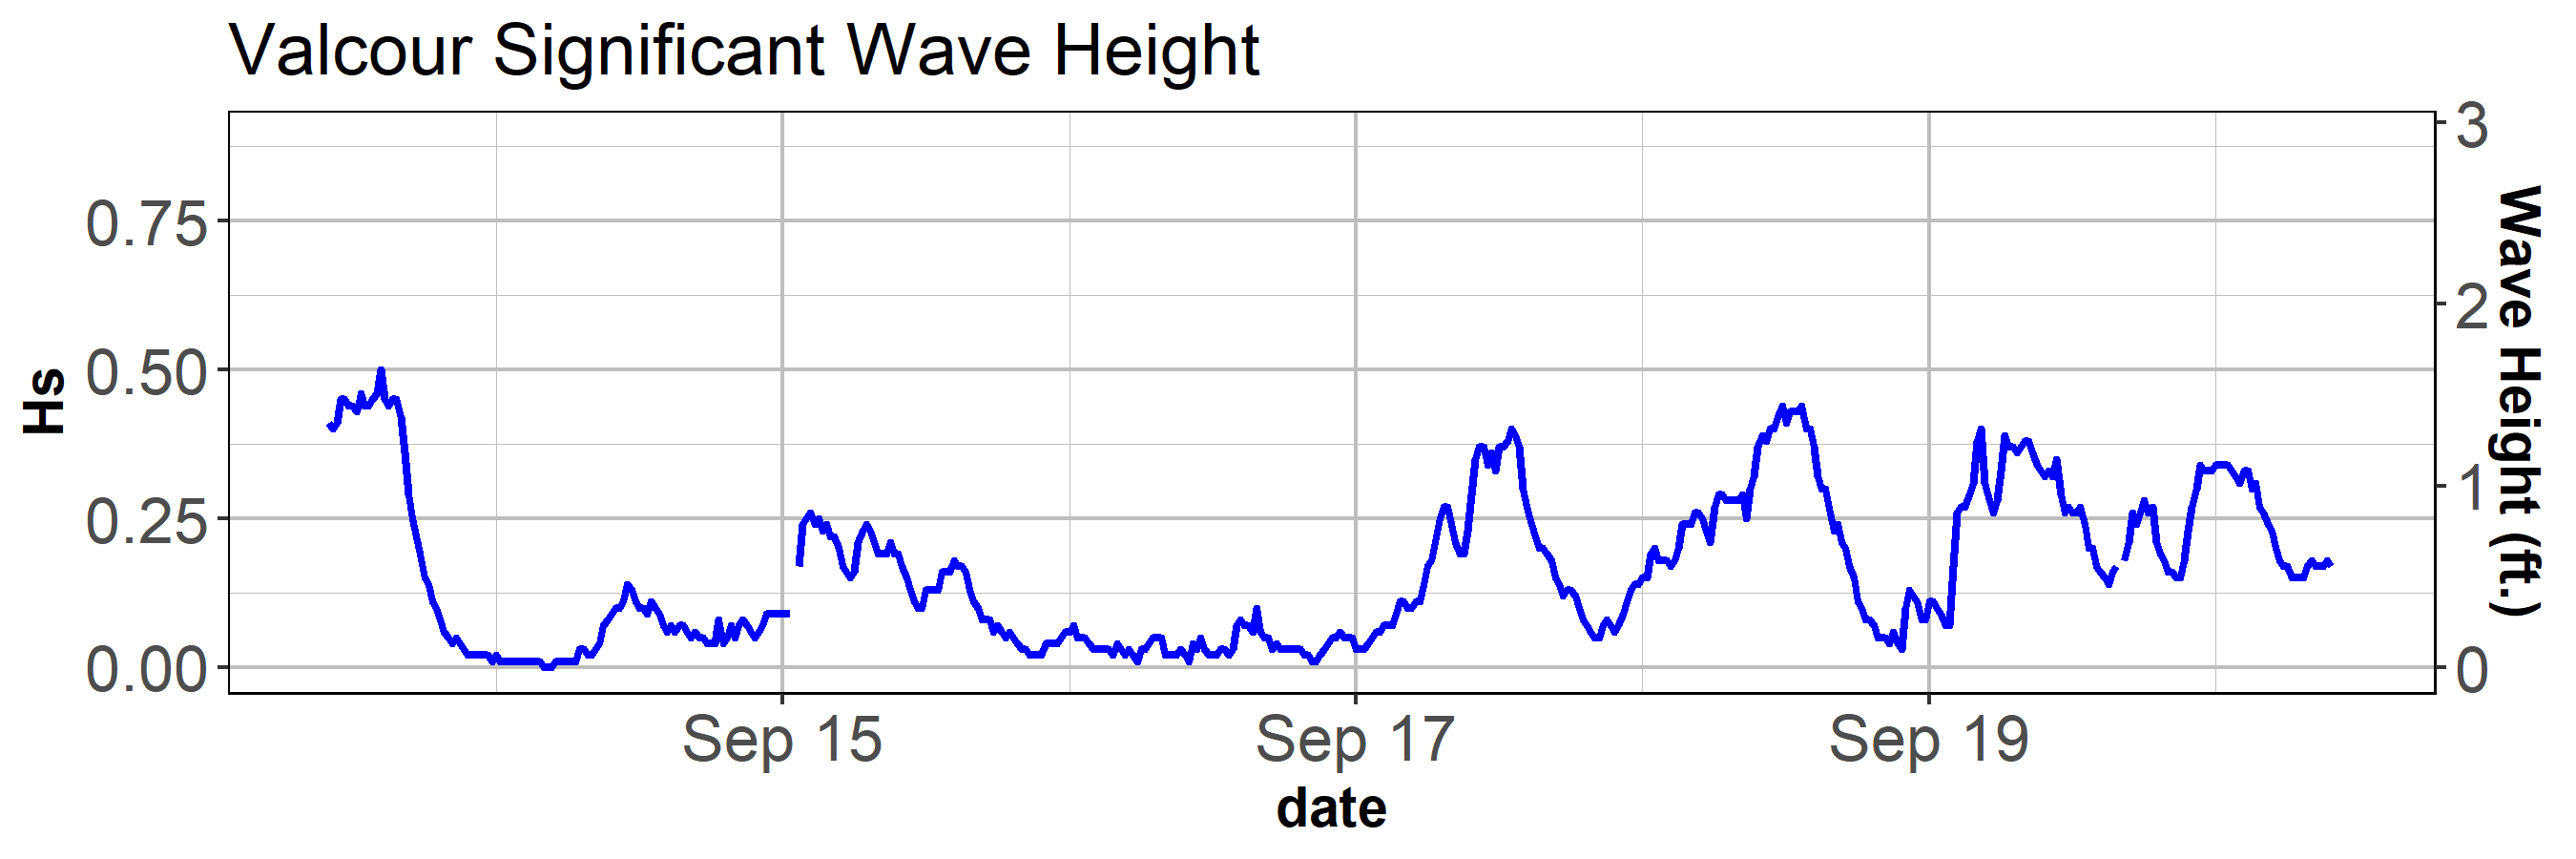 Valcour Significant Wave Height
Hs
0.75
0.50
0.25
0.00
3
2
1
0
Wave Height (ft.)
Sep 15
Sep 17
Sep 19
date